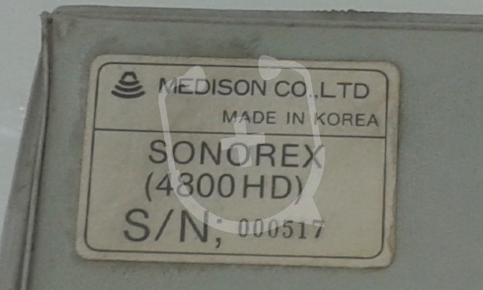 MEDISON CO.,LTD
MADE IN KOREA
SONOREX
(4800HD)
S/N; 000517